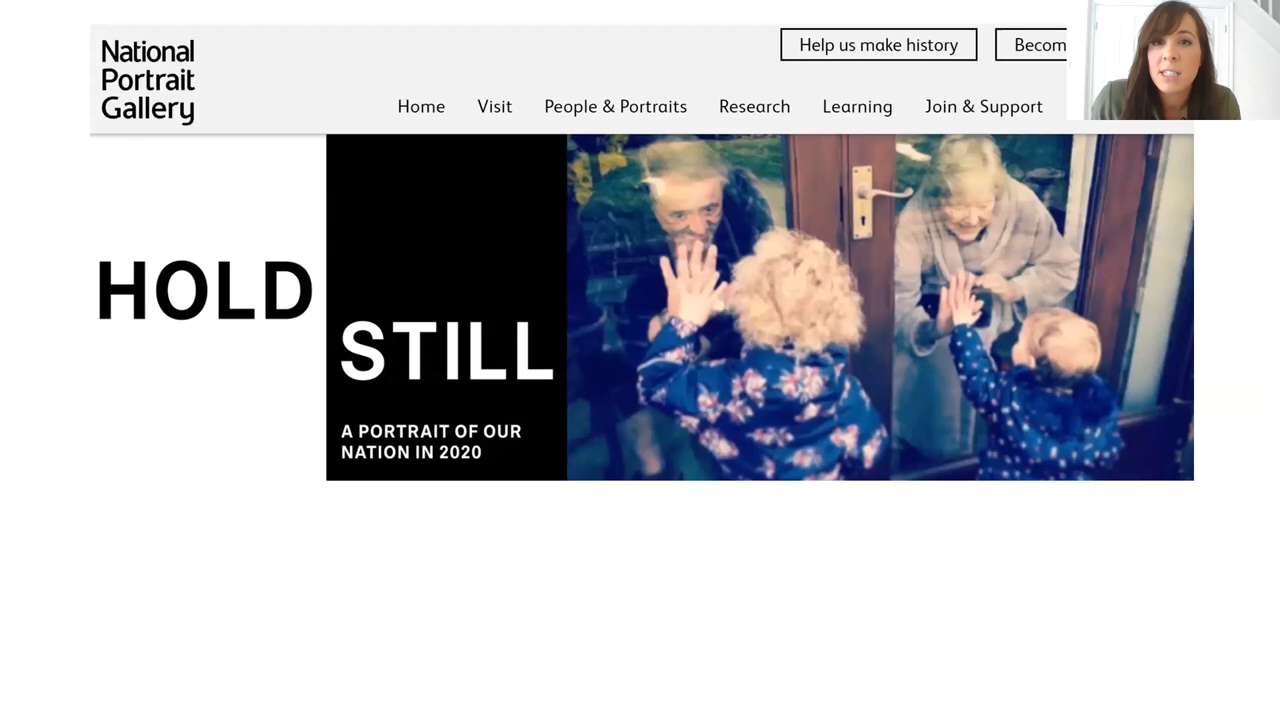 National
Portrait
Gallery
Help us make history
Becom
Home Visit People & Portraits Research Learning Join & Support
HOLD
STILL
A PORTRAIT OF OUR
NATION IN 2020